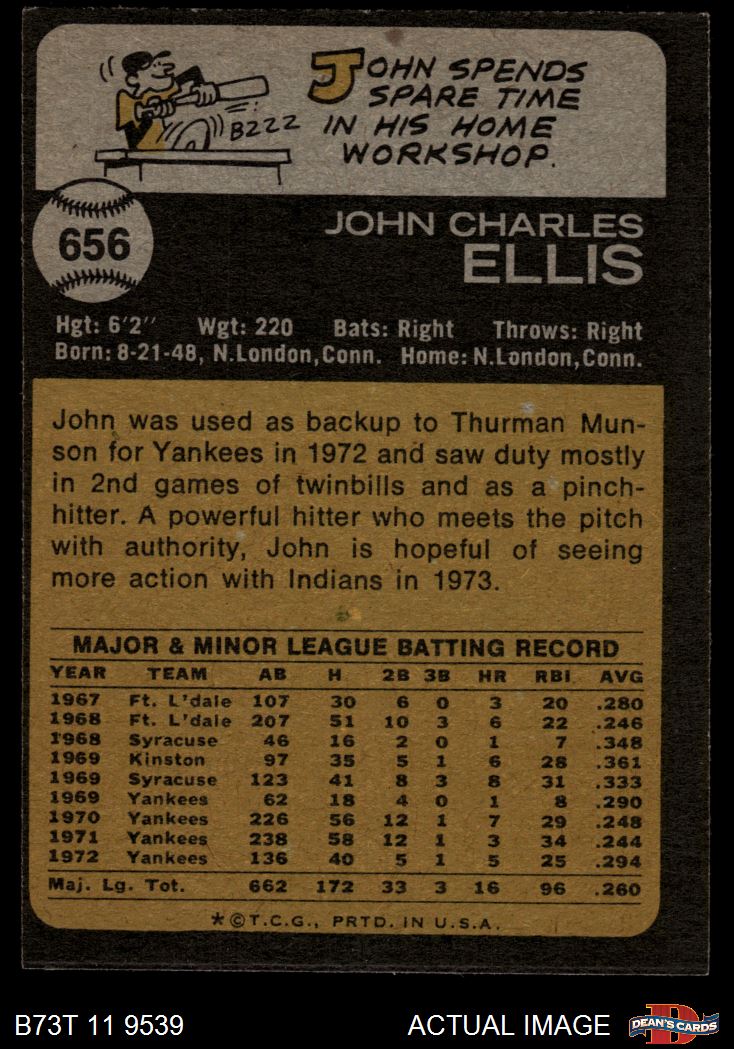 JOHN SPENDS
SPARE TIME
IN HIS HOME
WORKSHOP.
BZZZ
656
JOHN CHARLES
ELLIS
Hgt: 6'2" Wgt: 220 Bats: Right Throws: Right
Born: 8-21-48, N.London,Conn. Home: N.London,Conn.
John was used as backup to Thurman Mun-
son for Yankees in 1972 and saw duty mostly
in 2nd games of twinbills and as a pinch-
hitter. A powerful hitter who meets the pitch
with authority, John is hopeful of seeing
more action with Indians in 1973.
MAJOR & MINOR LEAGUE BATTING RECORD
YEAR TEAM AB H 2B 3B HR RBI AVG
1967 Ft. L'dale 107 30 6 0 3 20 .280
1968 Ft. L'dale 207 51 10 3 6 22 .246
1968 Syracuse 46 16 2 0 1 7 .348
1969 Kinston 97 35 5 1 6 28 .361
1969 Syracuse 123 41 8 3 8 31 .333
1969 Yankees 62 18 4 0 1 8 .290
1970 Yankees 226 56 12 1 7 29 .248
1971 Yankees 238 58 12 1 3 34 .244
1972 Yankees 136 40 5 1 5 25 .294
Maj. Lg. Tot. 662 172 33 3 16 96 .260
*©T.C.G., PRTD. IN U.S.A.
B73T 11 9539 ACTUAL IMAGE DEAN'S CARDS